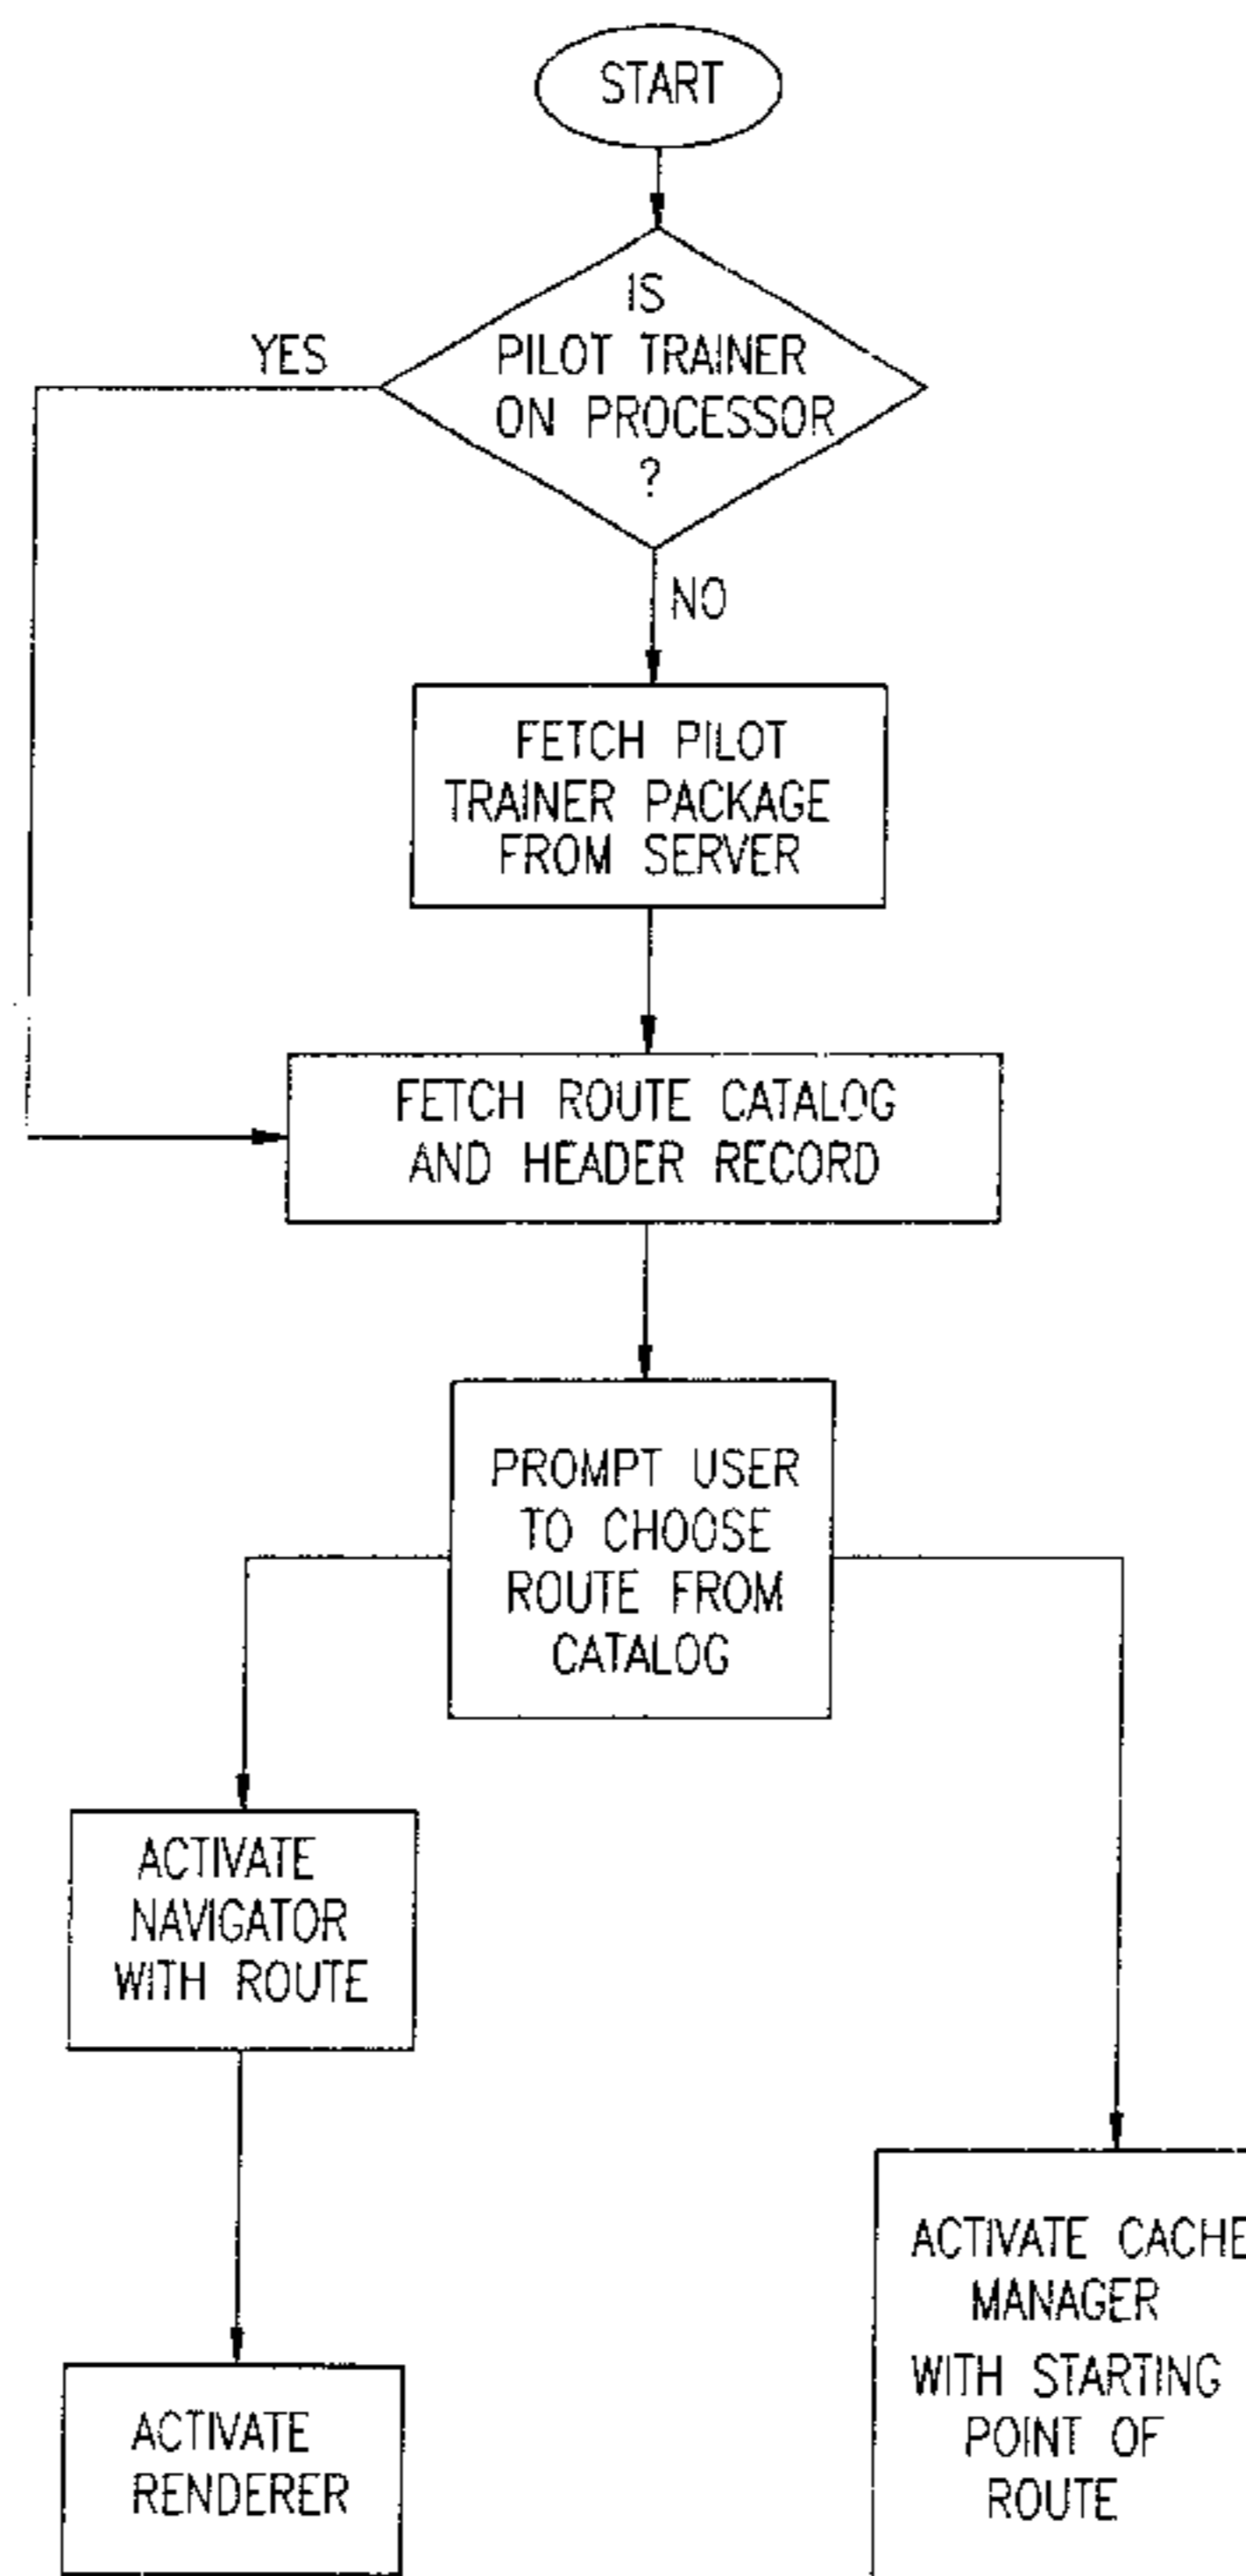 START
IS
PILOT TRAINER
ON PROCESSOR
?
YES
NO
FETCH PILOT
TRAINER PACKAGE
FROM SERVER
FETCH ROUTE CATALOG
AND HEADER RECORD
PROMPT USER
TO CHOOSE
ROUTE FROM
CATALOG
ACTIVATE
NAVIGATOR
WITH ROUTE
ACTIVATE
RENDERER
ACTIVATE CACHE
MANAGER
WITH STARTING
POINT OF
ROUTE